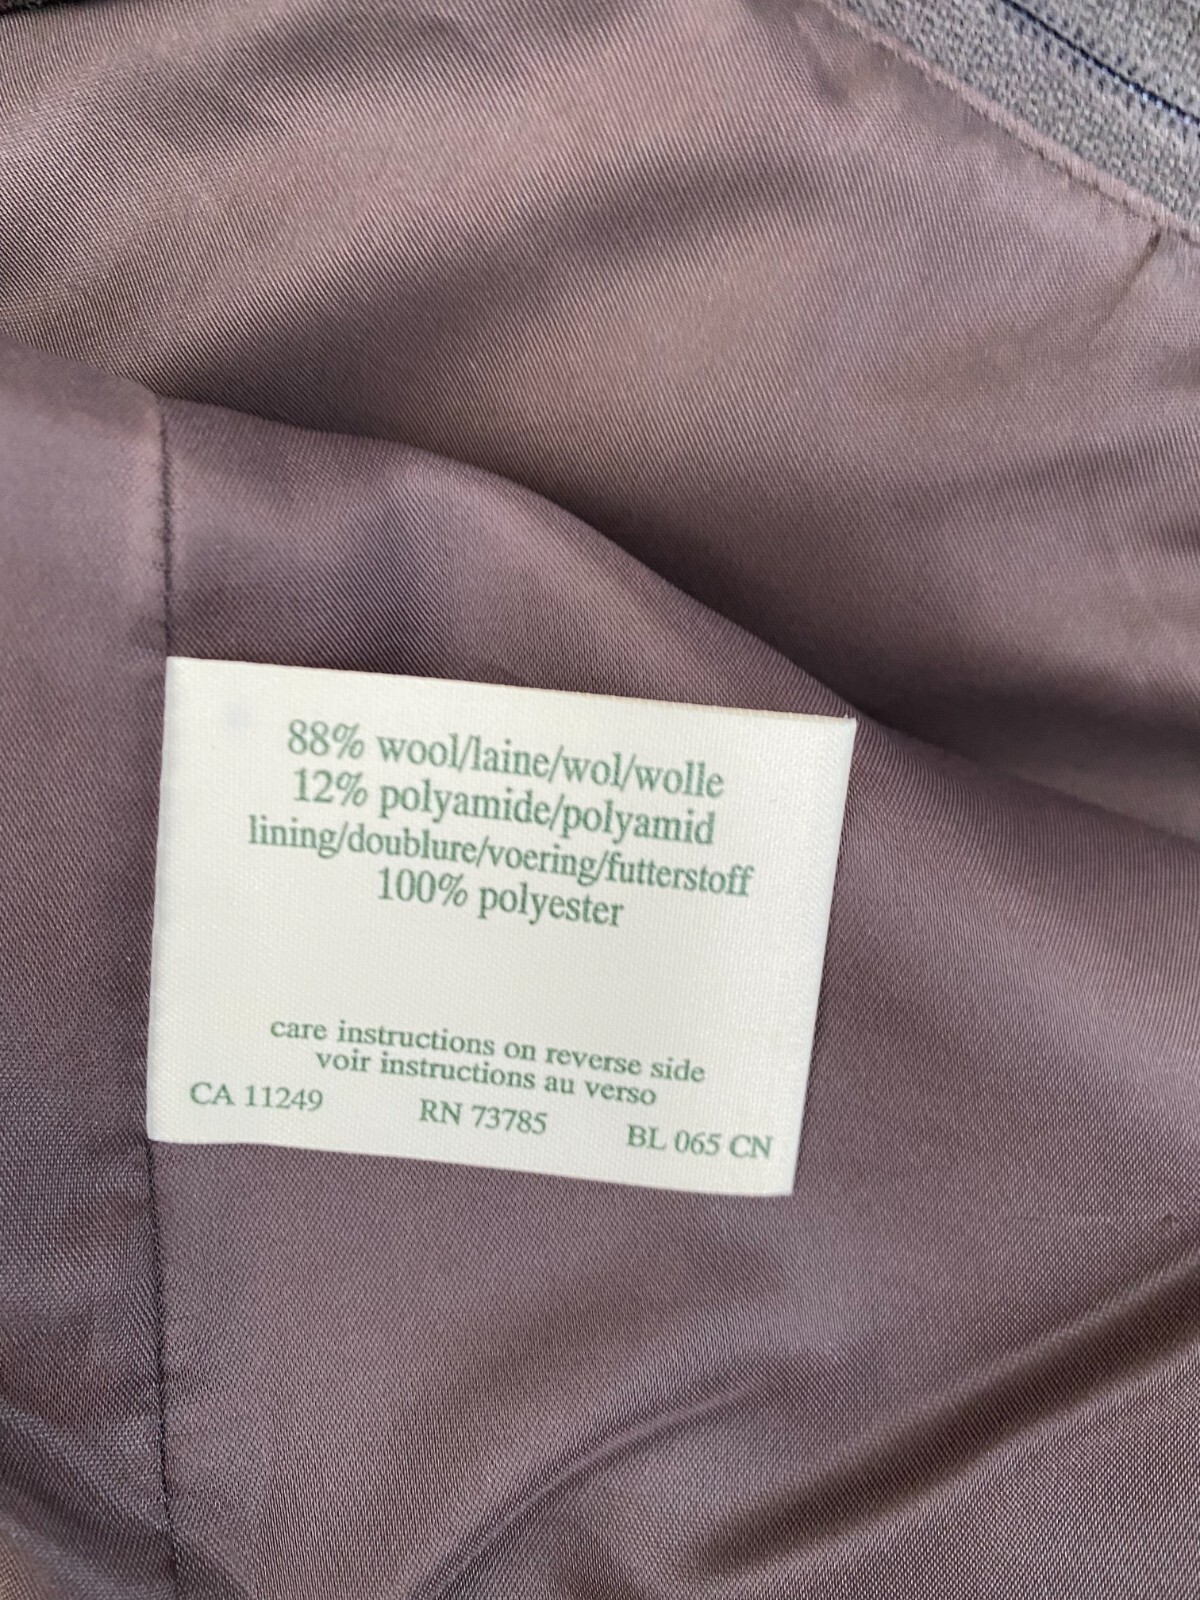 88% wool/laine/wol/wolle
12% polyamide/polyamid
lining/doublure/voering/futterstoff
100% polyester
care instructions on reverse side
voir instructions au verso
CA 11249 RN 73785 BL 065 CN